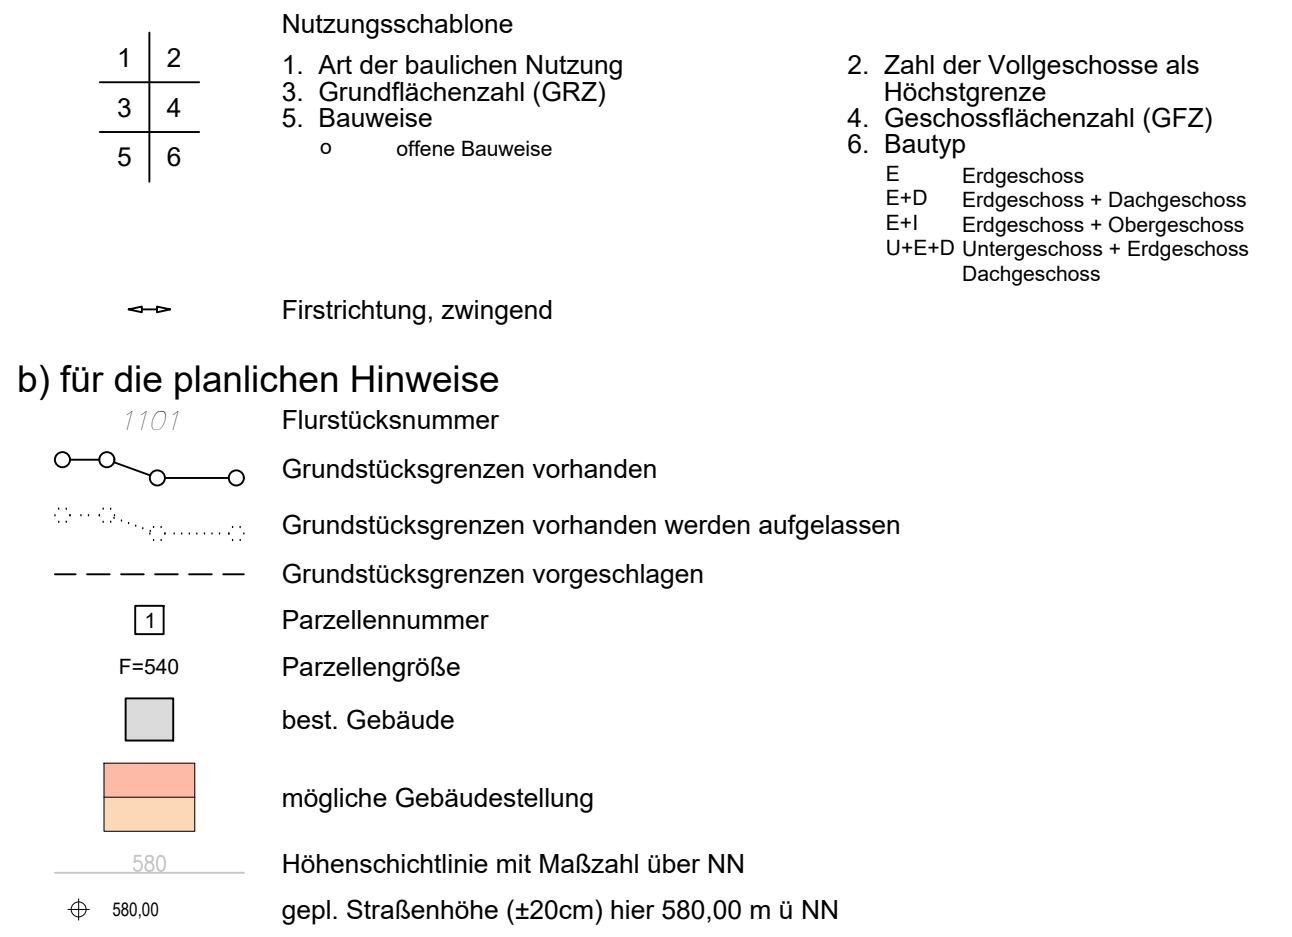 Nutzungsschablone
1 2
3 4
5 6
1. Art der baulichen Nutzung
3. Grundflächenzahl (GRZ)
5. Bauweise
o offene Bauweise
2. Zahl der Vollgeschosse als
Höchstgrenze
4. Geschossflächenzahl (GFZ)
6. Bautyp
E Erdgeschoss
E+D Erdgeschoss + Dachgeschoss
E+I Erdgeschoss + Obergeschoss
U+E+D Untergeschoss + Erdgeschoss
Dachgeschoss
Firstrichtung, zwingend
b) für die planlichen Hinweise
1101 Flurstücksnummer
Grundstücksgrenzen vorhanden
Grundstücksgrenzen vorhanden werden aufgelassen
Grundstücksgrenzen vorgeschlagen
1 Parzellennummer
F=540 Parzellengröße
best. Gebäude
mögliche Gebäudestellung
580 Höhenschichtlinie mit Maßzahl über NN
580,00 gepl. Straßenhöhe (±20cm) hier 580,00 m ü NN